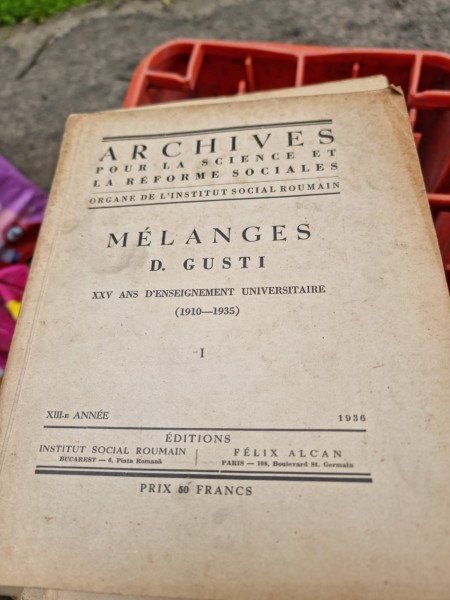 ARCHIVES
POUR LA SCIENCE ET
LA RÉFORME SOCIALES
ORGANE DE L'INSTITUT SOCIAL ROUMAIN
MÉLANGES
D. GUSTI
XXV ANS D'ENSEIGNEMENT UNIVERSITAIRE
(1910—1935)
I
XIII-E ANNÉE 1936
ÉDITIONS
INSTITUT SOCIAL ROUMAIN
BUCAREST — 6, Piata Romană
FÉLIX ALCAN
PARIS — 108, Boulevard St. Germain
PRIX 50 FRANCS